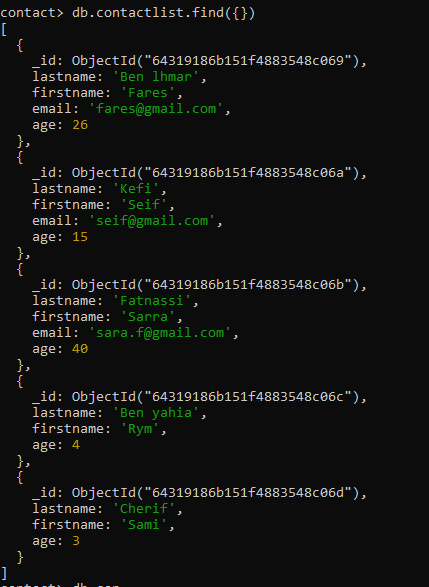 contact> db.contactlist.find({})
[
  {
    _id: ObjectId("64319186b151f4883548c069"),
    lastname: 'Ben lhmar',
    firstname: 'Fares',
    email: 'fares@gmail.com',
    age: 26
  },
  {
    _id: ObjectId("64319186b151f4883548c06a"),
    lastname: 'Kefi',
    firstname: 'Seif',
    email: 'seif@gmail.com',
    age: 15
  },
  {
    _id: ObjectId("64319186b151f4883548c06b"),
    lastname: 'Fatnassi',
    firstname: 'Sarra',
    email: 'sara.f@gmail.com',
    age: 40
  },
  {
    _id: ObjectId("64319186b151f4883548c06c"),
    lastname: 'Ben yahia',
    firstname: 'Rym',
    age: 4
  },
  {
    _id: ObjectId("64319186b151f4883548c06d"),
    lastname: 'Cherif',
    firstname: 'Sami',
    age: 3
  }
]